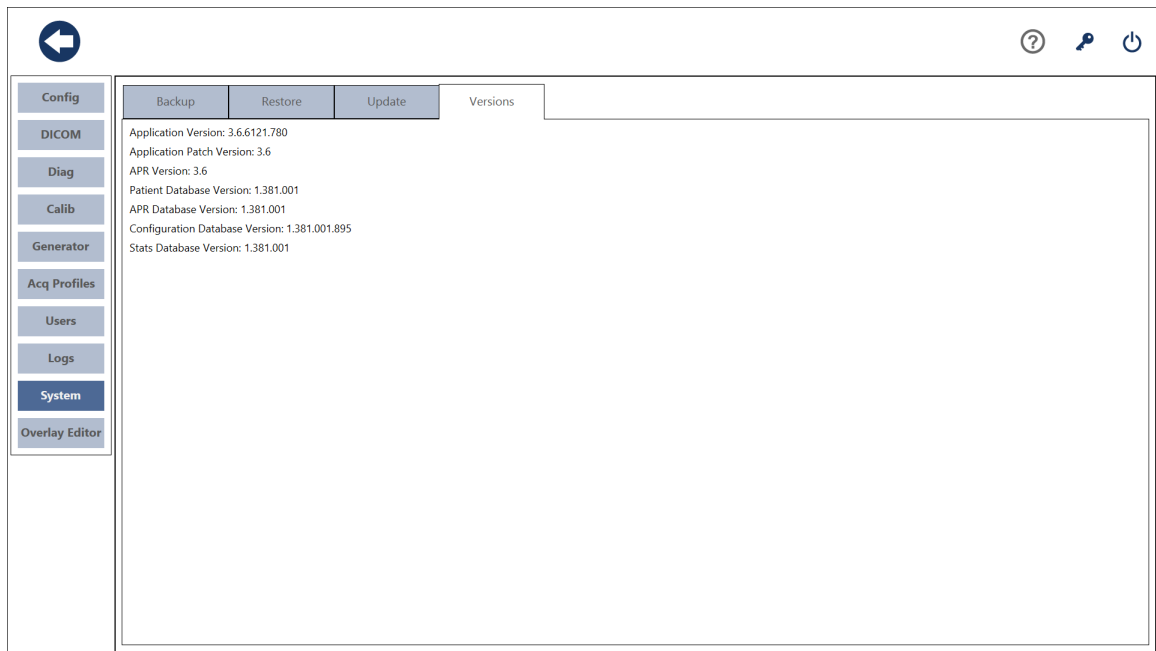 ?
Config
DICOM
Diag
Calib
Generator
Acq Profiles
Users
Logs
System
Overlay Editor
Backup Restore Update Versions
Application Version: 3.6.6121.780
Application Patch Version: 3.6
APR Version: 3.6
Patient Database Version: 1.381.001
APR Database Version: 1.381.001
Configuration Database Version: 1.381.001.895
Stats Database Version: 1.381.001